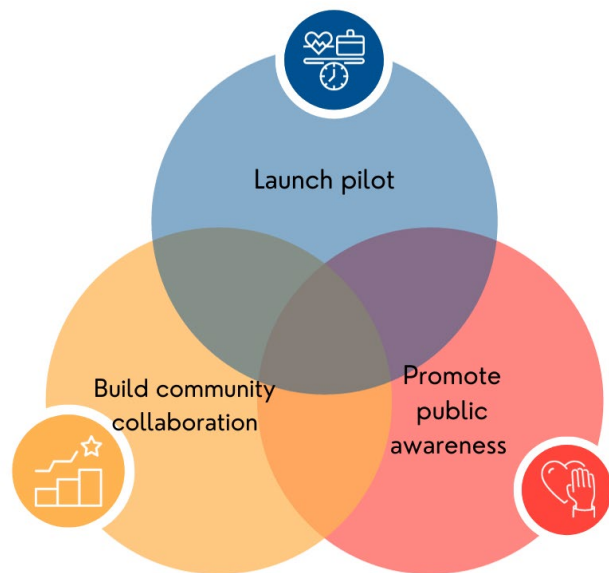 Launch pilot
Build community
collaboration
Promote
public
awareness